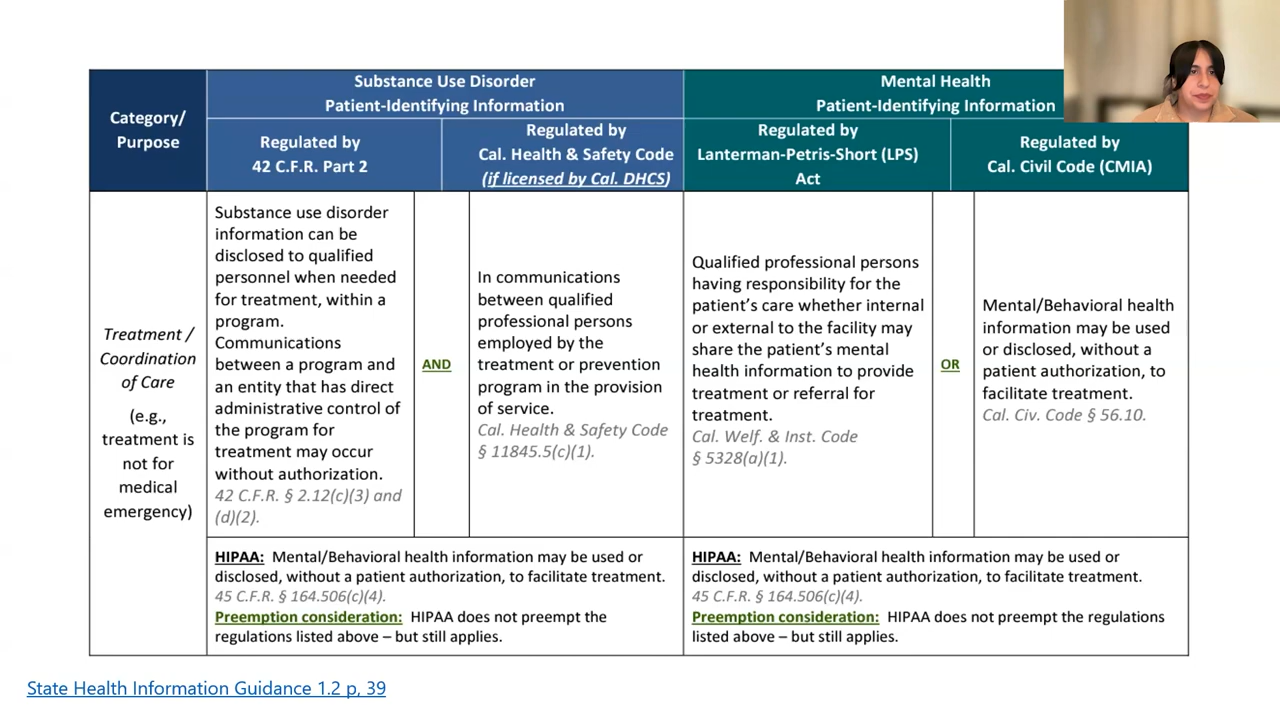 Category/
Purpose
Substance Use Disorder
Patient-Identifying Information
Mental Health
Patient-Identifying Information
Regulated by
42 C.F.R. Part 2
Regulated by
Cal. Health & Safety Code
(if licensed by Cal. DHCS)
Regulated by
Lanterman-Petris-Short (LPS)
Act
Regulated by
Cal. Civil Code (CMIA)
Treatment /
Coordination
of Care
(e.g.,
treatment is
not for
medical
emergency)
Substance use disorder
information can be
disclosed to qualified
personnel when needed
for treatment, within a
program.
Communications
between a program and
an entity that has direct
administrative control of
the program for
treatment may occur
without authorization.
42 C.F.R. § 2.12(c)(3) and
(d)(2).
AND
In communications
between qualified
professional persons
employed by the
treatment or prevention
program in the provision
of service.
Cal. Health & Safety Code
§ 11845.5(c)(1).
Qualified professional persons
having responsibility for the
patient's care whether internal
or external to the facility may
share the patient's mental
health information to provide
treatment or referral for
treatment.
Cal. Welf. & Inst. Code
§ 5328(a)(1).
OR
Mental/Behavioral health
information may be used
or disclosed, without a
patient authorization, to
facilitate treatment.
Cal. Civ. Code § 56.10.
HIPAA: Mental/Behavioral health information may be used or
disclosed, without a patient authorization, to facilitate treatment.
45 C.F.R. § 164.506(c)(4).
Preemption consideration: HIPAA does not preempt the
regulations listed above – but still applies.
HIPAA: Mental/Behavioral health information may be used or
disclosed, without a patient authorization, to facilitate treatment.
45 C.F.R. § 164.506(c)(4).
Preemption consideration: HIPAA does not preempt the regulations
listed above – but still applies.
State Health Information Guidance 1.2 p, 39